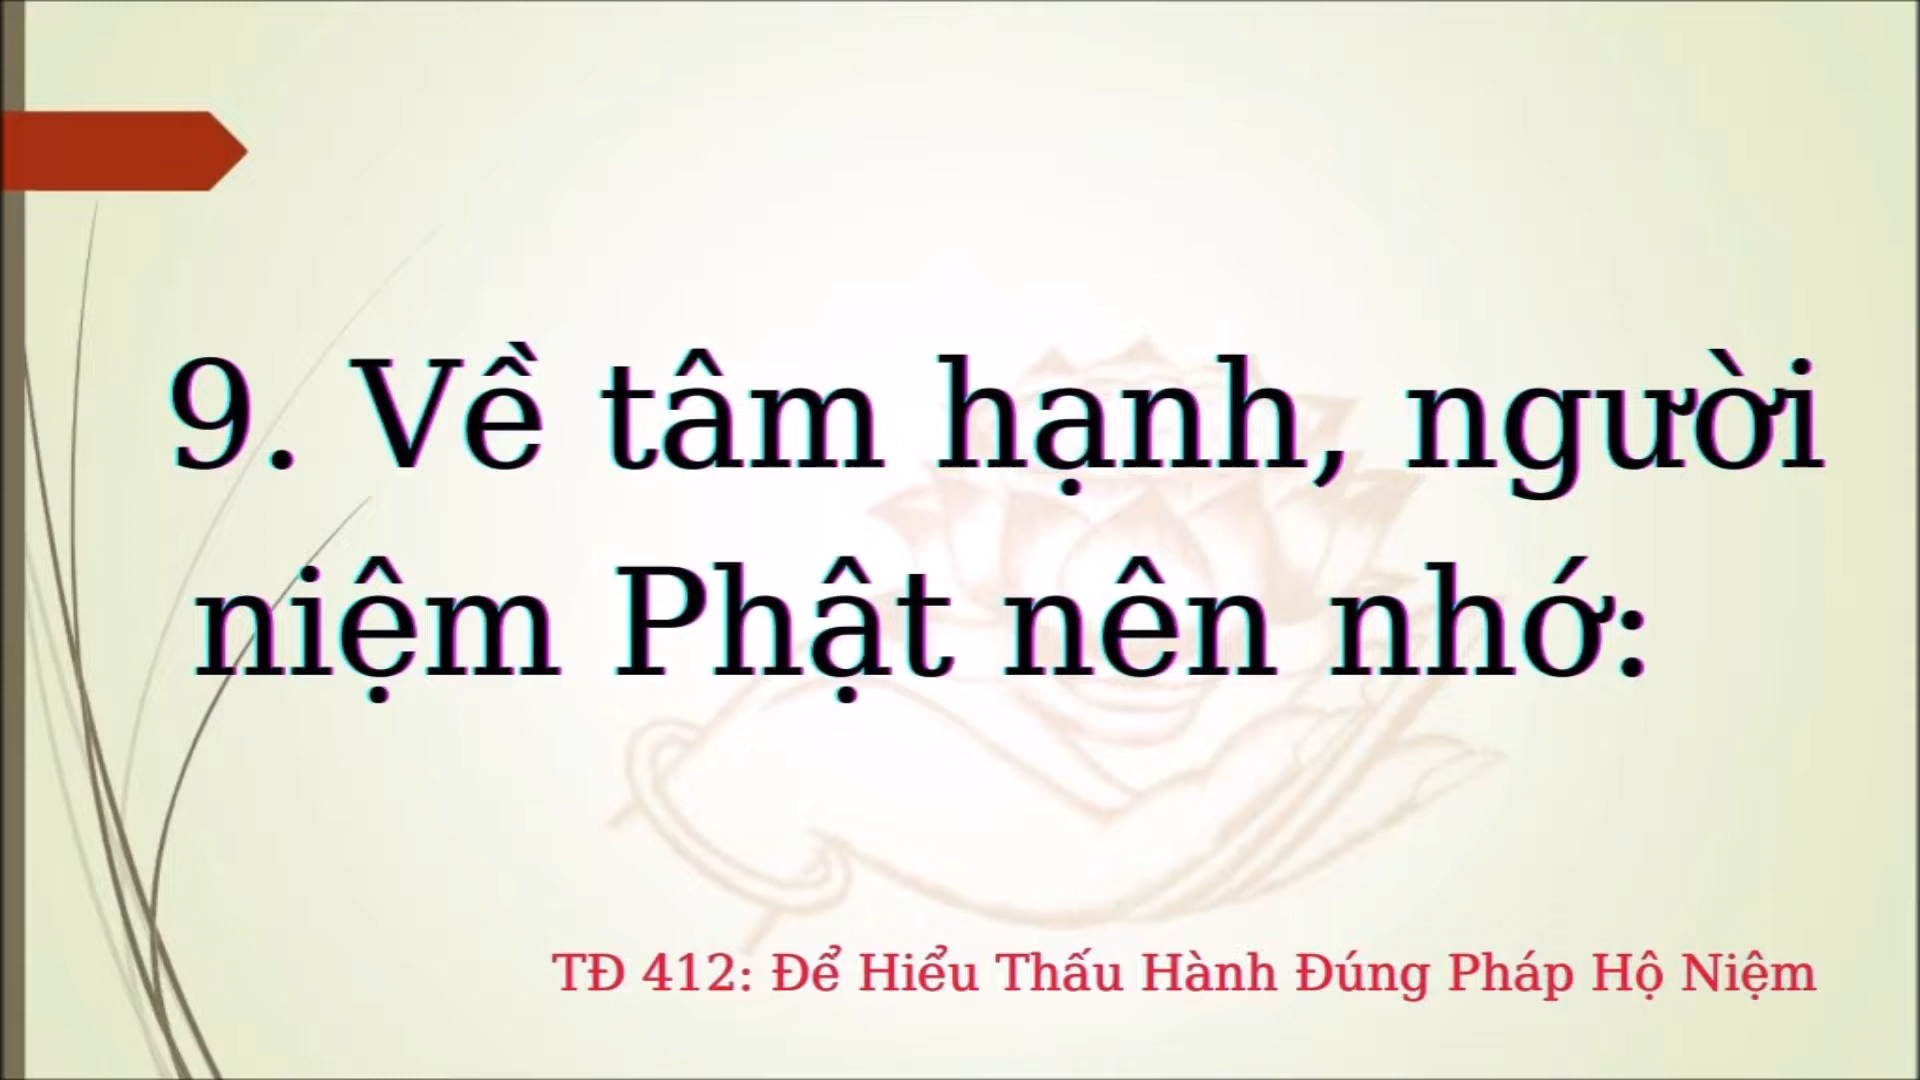 9. Về tâm hạnh, người
niệm Phật nên nhớ:
TĐ 412: Để Hiểu Thấu Hành Đúng Pháp Hộ Niệm